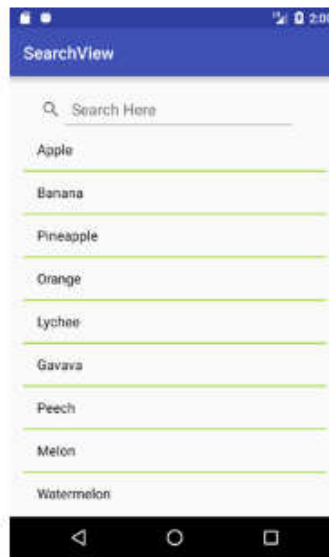 2:00
SearchView
Search Here
Apple
Banana
Pineapple
Orange
Lychee
Gavava
Peech
Melon
Watermelon